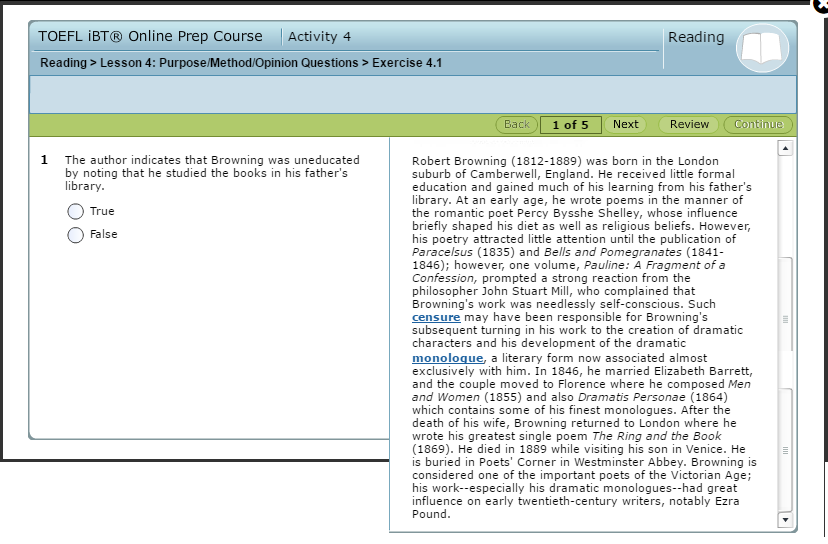 TOEFL iBT® Online Prep Course Activity 4 Reading
Reading > Lesson 4: Purpose/Method/Opinion Questions > Exercise 4.1
Back 1 of 5 Next Review Continue
1 The author indicates that Browning was uneducated
by noting that he studied the books in his father's
library.
True
False
Robert Browning (1812-1889) was born in the London
suburb of Camberwell, England. He received little formal
education and gained much of his learning from his father's
library. At an early age, he wrote poems in the manner of
the romantic poet Percy Bysshe Shelley, whose influence
briefly shaped his diet as well as religious beliefs. However,
his poetry attracted little attention until the publication of
Paracelsus (1835) and Bells and Pomegranates (1841-
1846); however, one volume, Pauline: A Fragment of a
Confession, prompted a strong reaction from the
philosopher John Stuart Mill, who complained that
Browning's work was needlessly self-conscious. Such
censure may have been responsible for Browning's
subsequent turning in his work to the creation of dramatic
characters and his development of the dramatic
monologue, a literary form now associated almost
exclusively with him. In 1846, he married Elizabeth Barrett,
and the couple moved to Florence where he composed Men
and Women (1855) and also Dramatis Personae (1864)
which contains some of his finest monologues. After the
death of his wife, Browning returned to London where he
wrote his greatest single poem The Ring and the Book
(1869). He died in 1889 while visiting his son in Venice. He
is buried in Poets' Corner in Westminster Abbey. Browning is
considered one of the important poets of the Victorian Age;
his work--especially his dramatic monologues--had great
influence on early twentieth-century writers, notably Ezra
Pound.